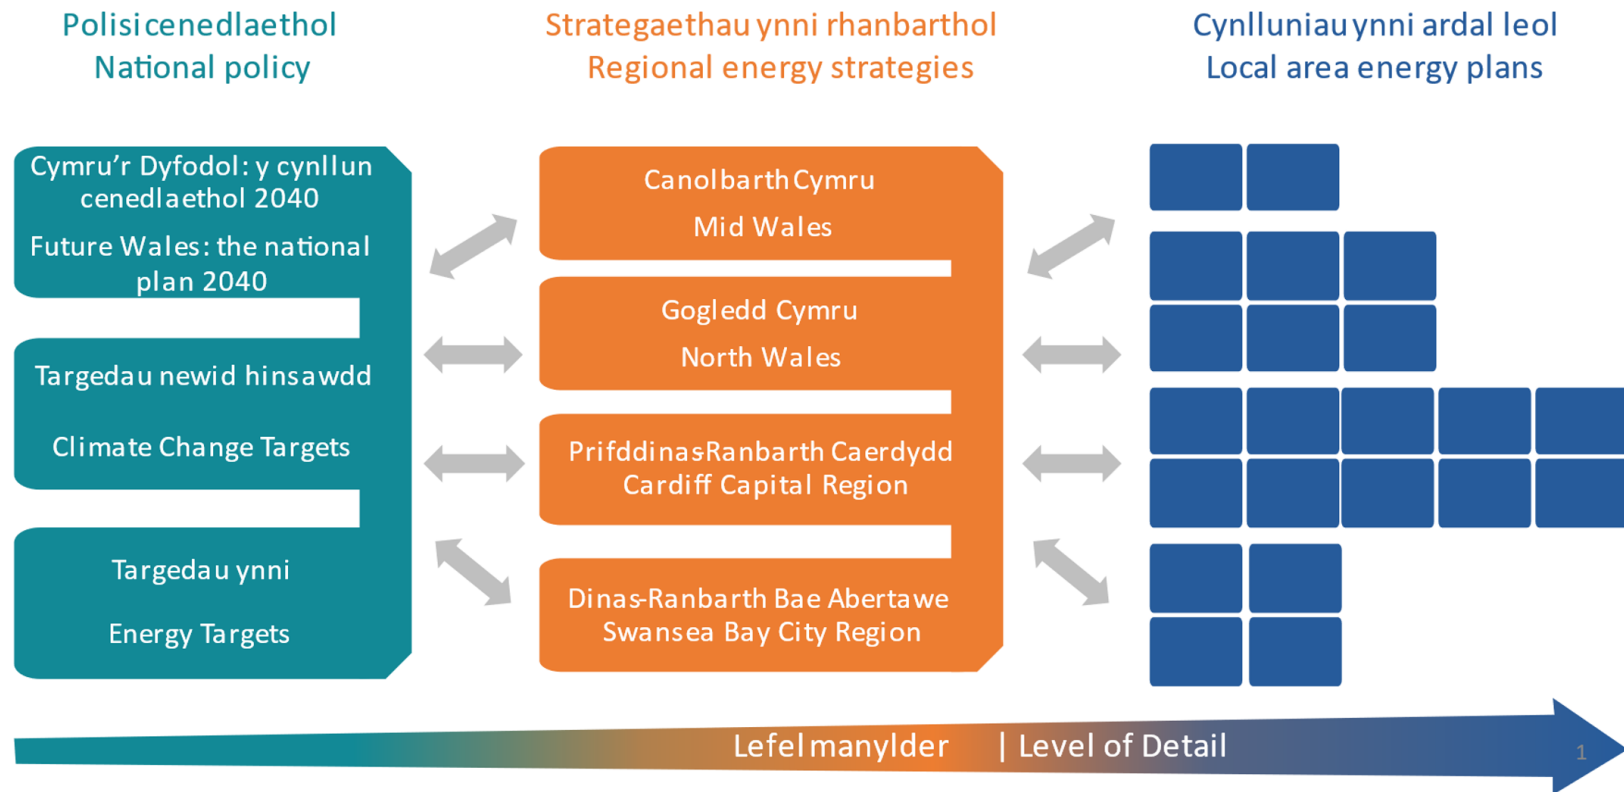 Polisi cenedlaethol
National policy
Strategaethau ynni rhanbarthol
Regional energy strategies
Cynlluniau ynni ardal leol
Local area energy plans
Cymru’r Dyfodol: y cynllun
cenedlaethol 2040
Future Wales: the national
plan 2040
Targedau newid hinsawdd
Climate Change Targets
Targedau ynni
Energy Targets
Canolbarth Cymru
Mid Wales
Gogledd Cymru
North Wales
Prifddinas-Ranbarth Caerdydd
Cardiff Capital Region
Dinas-Ranbarth Bae Abertawe
Swansea Bay City Region
Lefel manylder | Level of Detail
1